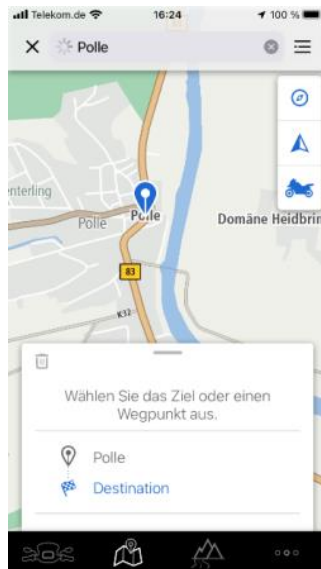 Telekom.de 16:24 100 %
Polle
enterling
Polle
Polle
Domäne Heidbrin
83
K32
Wählen Sie das Ziel oder einen
Wegpunkt aus.
Polle
Destination